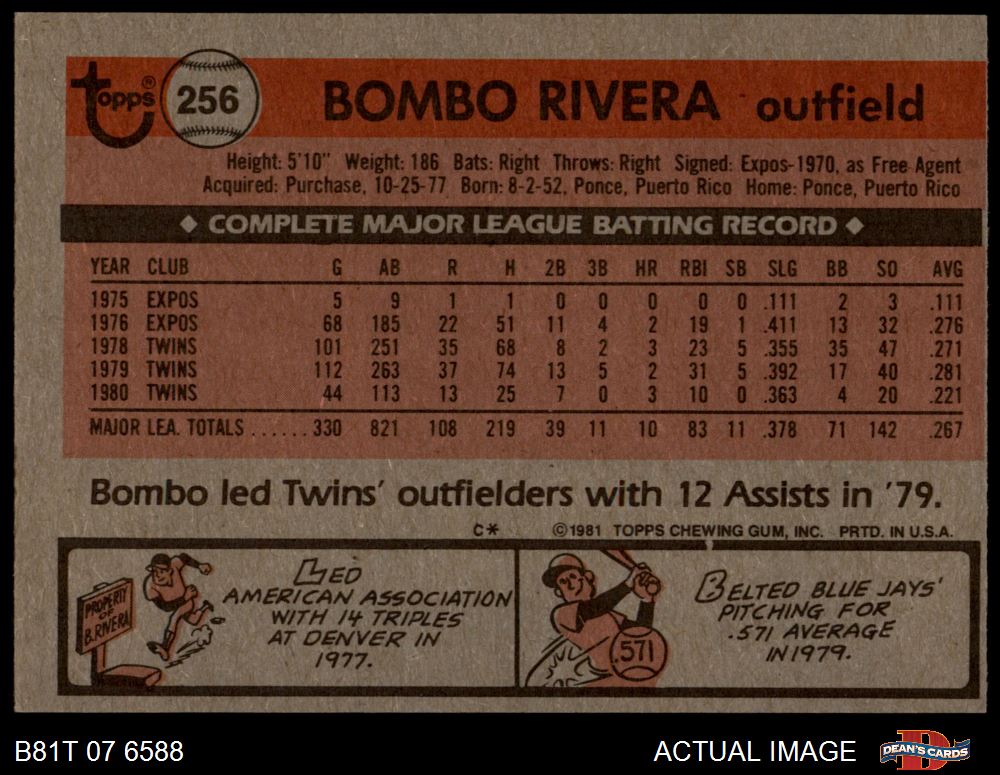 topps® 256 BOMBO RIVERA outfield
Height: 5'10" Weight: 186 Bats: Right Throws: Right Signed: Expos-1970, as Free Agent
Acquired: Purchase, 10-25-77 Born: 8-2-52, Ponce, Puerto Rico Home: Ponce, Puerto Rico
◆ COMPLETE MAJOR LEAGUE BATTING RECORD ◆
YEAR CLUB G AB R H 2B 3B HR RBI SB SLG BB SO AVG
1975 EXPOS 5 9 1 1 0 0 0 0 0 .111 2 3 .111
1976 EXPOS 68 185 22 51 11 4 2 19 1 .411 13 32 .276
1978 TWINS 101 251 35 68 8 2 3 23 5 .355 35 47 .271
1979 TWINS 112 263 37 74 13 5 2 31 5 .392 17 40 .281
1980 TWINS 44 113 13 25 7 0 3 10 0 .363 4 20 .221
MAJOR LEA. TOTALS ...... 330 821 108 219 39 11 10 83 11 .378 71 142 .267
Bombo led Twins' outfielders with 12 Assists in '79.
C* ©1981 TOPPS CHEWING GUM, INC. PRTD. IN U.S.A.
PROPERTY
OF
B. RIVERA
LED
AMERICAN ASSOCIATION
WITH 14 TRIPLES
AT DENVER IN
1977.
.571
BELTED BLUE JAYS'
PITCHING FOR
.571 AVERAGE
IN 1979.
B81T 07 6588 ACTUAL IMAGE DEAN'S CARDS